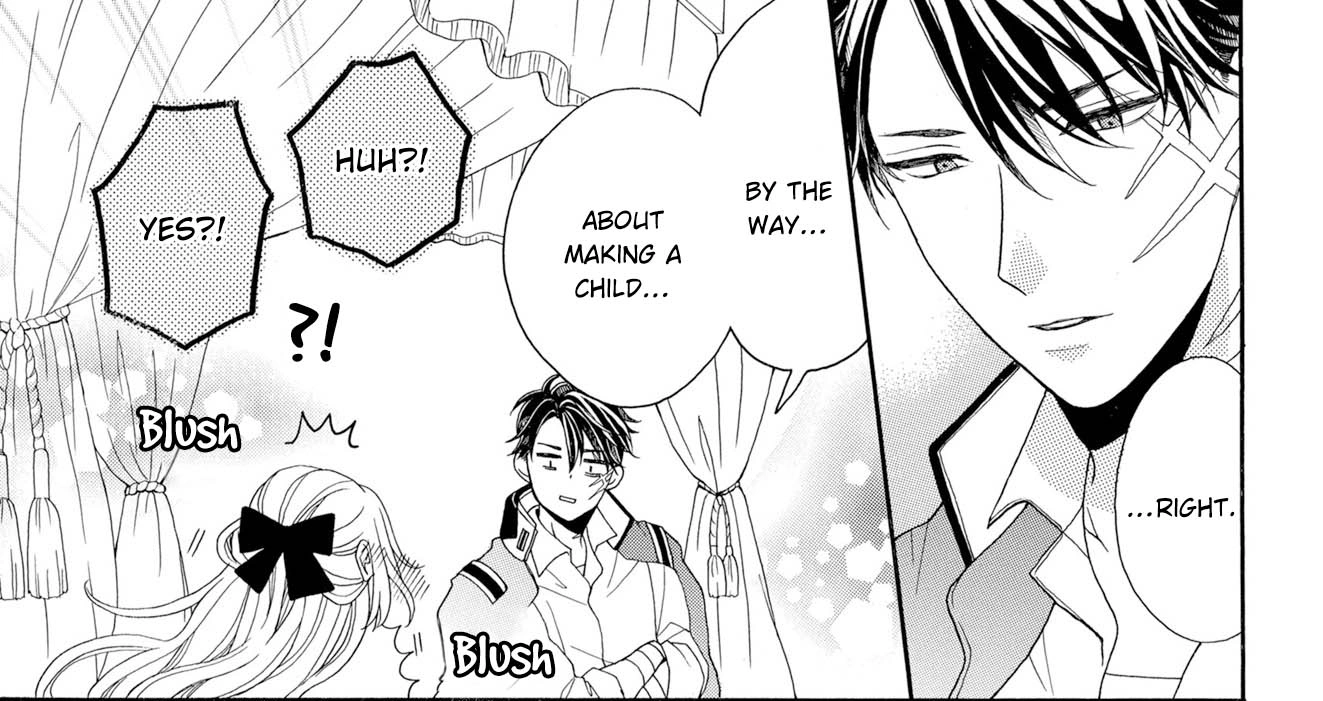 ...RIGHT.
BY THE
WAY...
ABOUT
MAKING A
CHILD...
HUH?!
YES?!
?!
Blush
Blush